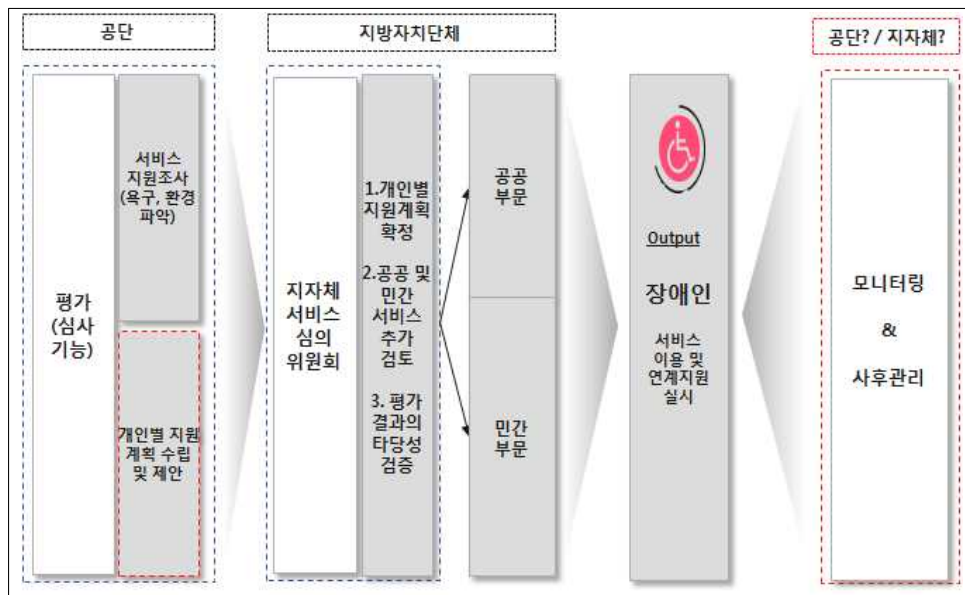 공단
지방자치단체
공단? / 지자체?
평가
(심사
기능)
서비스
지원조사
(욕구, 환경
파악)
개인별 지원
계획 수립
및 제안
지자체
서비스
심의
위원회
1.개인별
지원계획
확정
2.공공 및
민간
서비스
추가
검토
3. 평가
결과의
타당성
검증
공공
부문
민간
부문
Output
장애인
서비스
이용 및
연계지원
실시
모니터링
&
사후관리